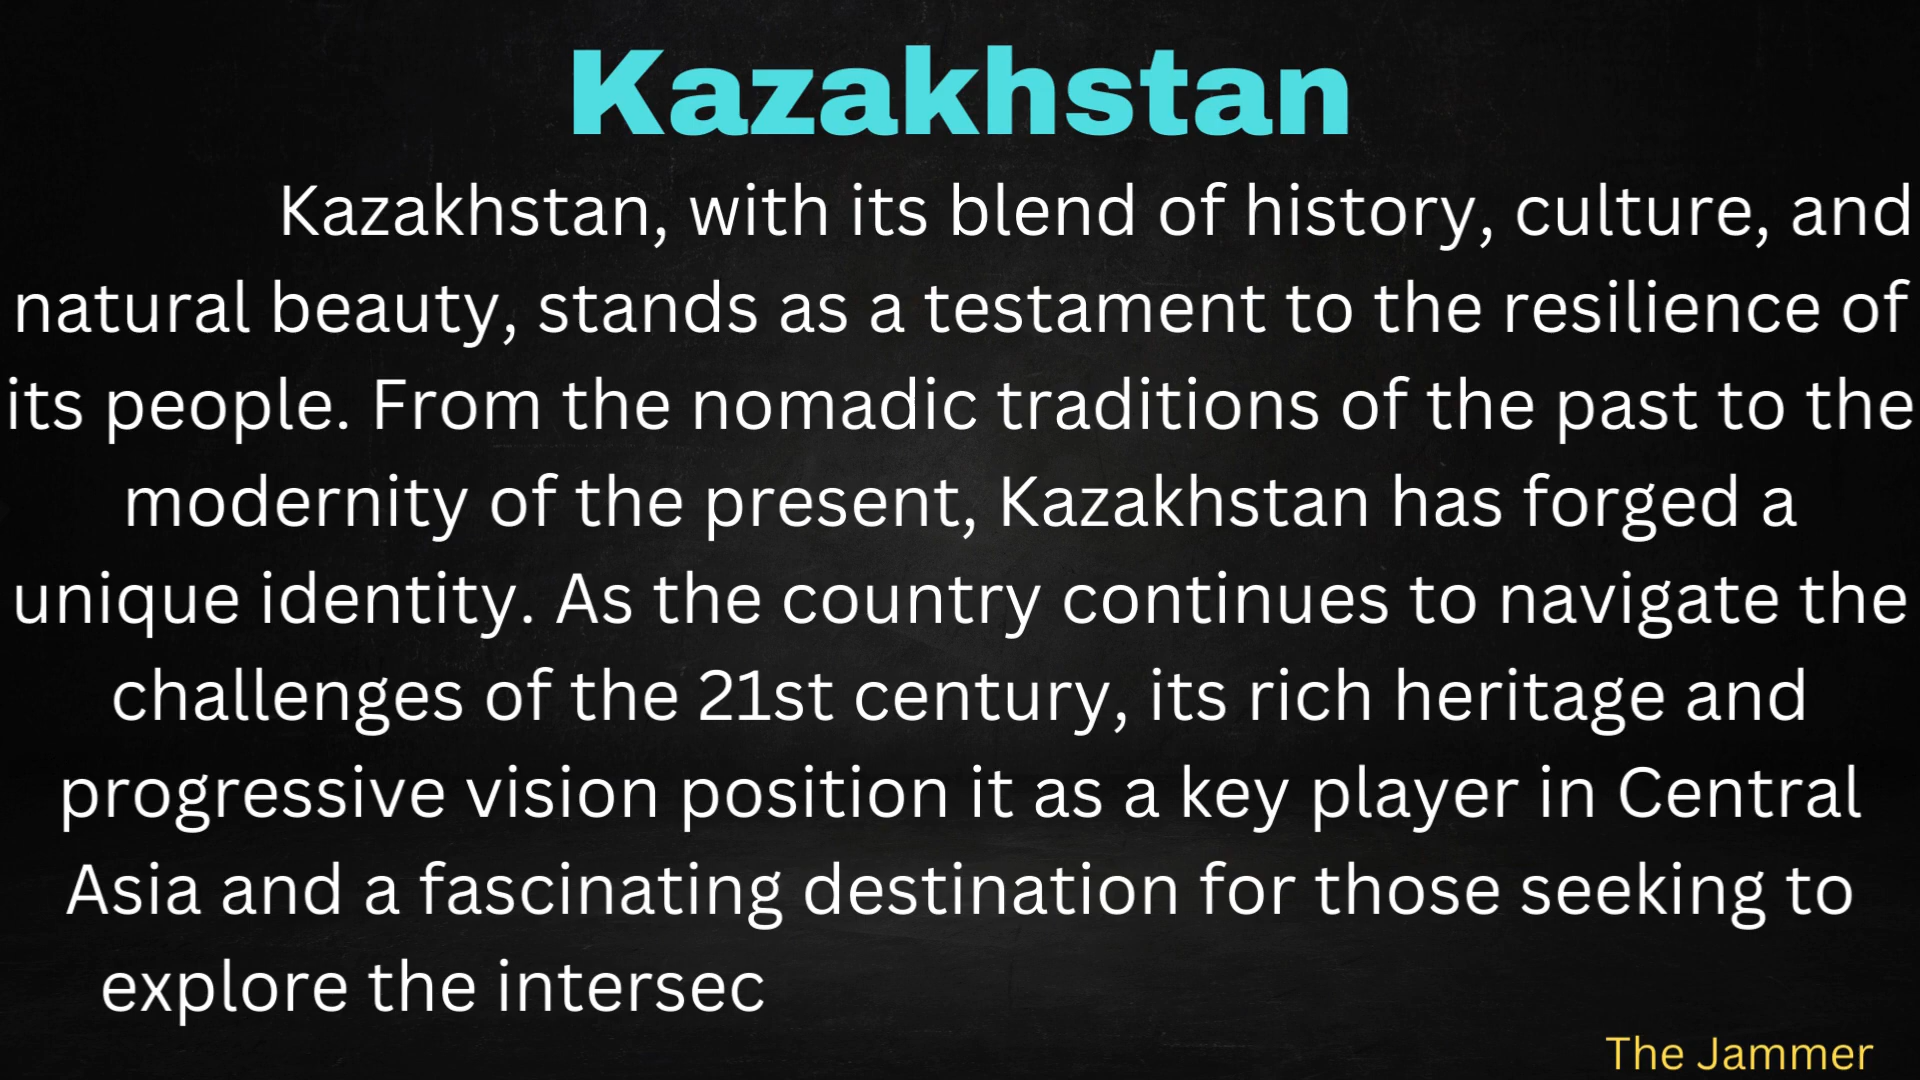 Kazakhstan
Kazakhstan, with its blend of history, culture, and
natural beauty, stands as a testament to the resilience of
its people. From the nomadic traditions of the past to the
modernity of the present, Kazakhstan has forged a
unique identity. As the country continues to navigate the
challenges of the 21st century, its rich heritage and
progressive vision position it as a key player in Central
Asia and a fascinating destination for those seeking to
explore the intersec
The Jammer